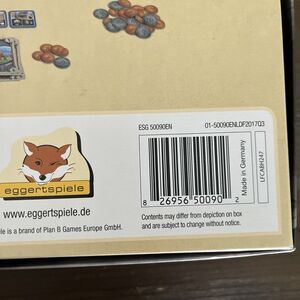 ESG 50090EN
01-50090ENLDF2017Q3
Made in Germany
LFCABH247
8 26956 50090 2
eggertspiele
www.eggertspiele.de
Contents may differ from depiction on box
and are subject to change without notice.
iele is a brand of Plan B Games Europe GmbH.